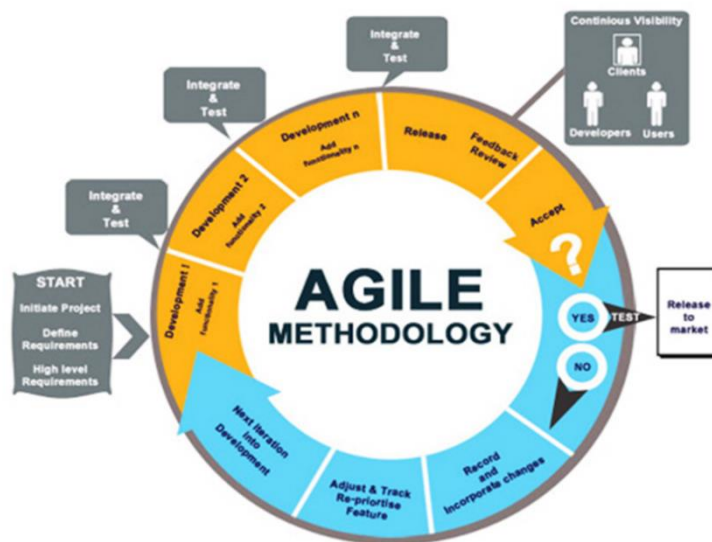 Continious Visibility
Clients
Developers
Users
Integrate
&
Test
Integrate
&
Test
Integrate
&
Test
START
Initiate Project
Define
Requirements
High level
Requirements
Development 1
Add
functionality 1
Development 2
Add
functionality 2
Development n
Add
functionality n
Release
Feedback
Review
Accept
?
YES
TEST
Release
to
market
NO
Record
and
Incorporate changes
Adjust & Track
Re-priortise
Feature
Next Iteration
into
Development
AGILE
METHODOLOGY